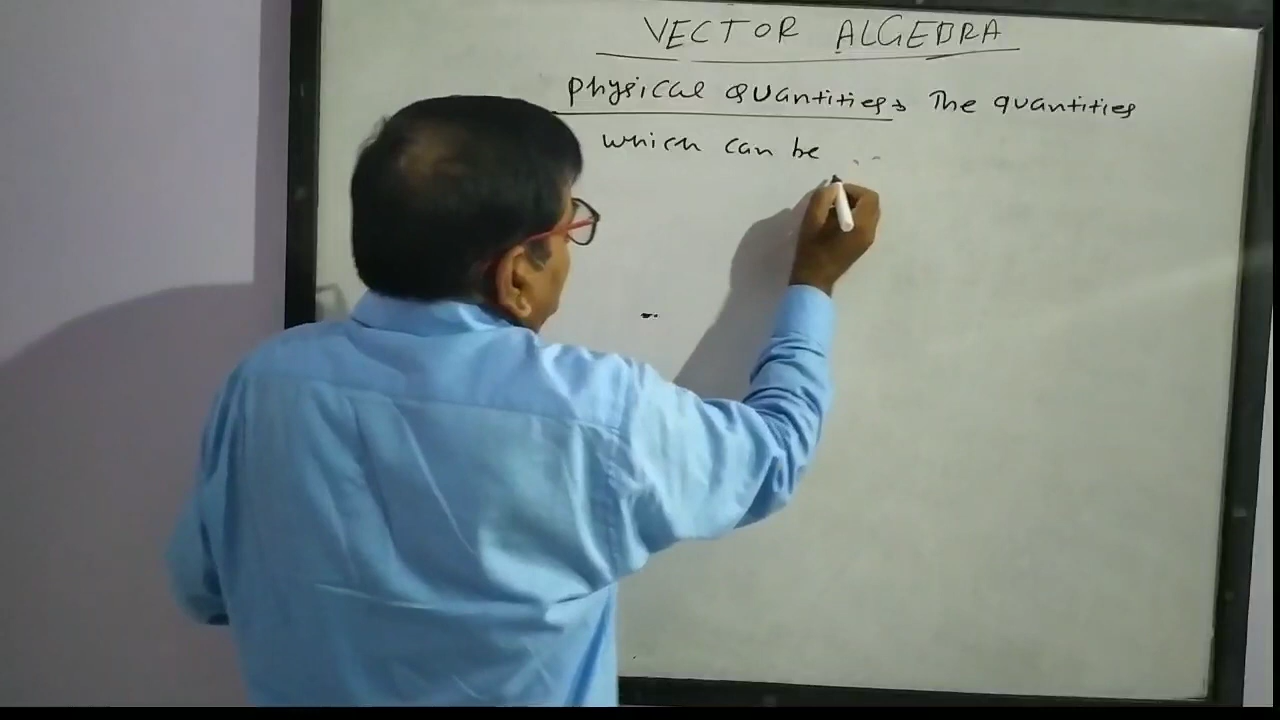 VECTOR ALGEBRA
Physical Quantities→ The quantities
which can be